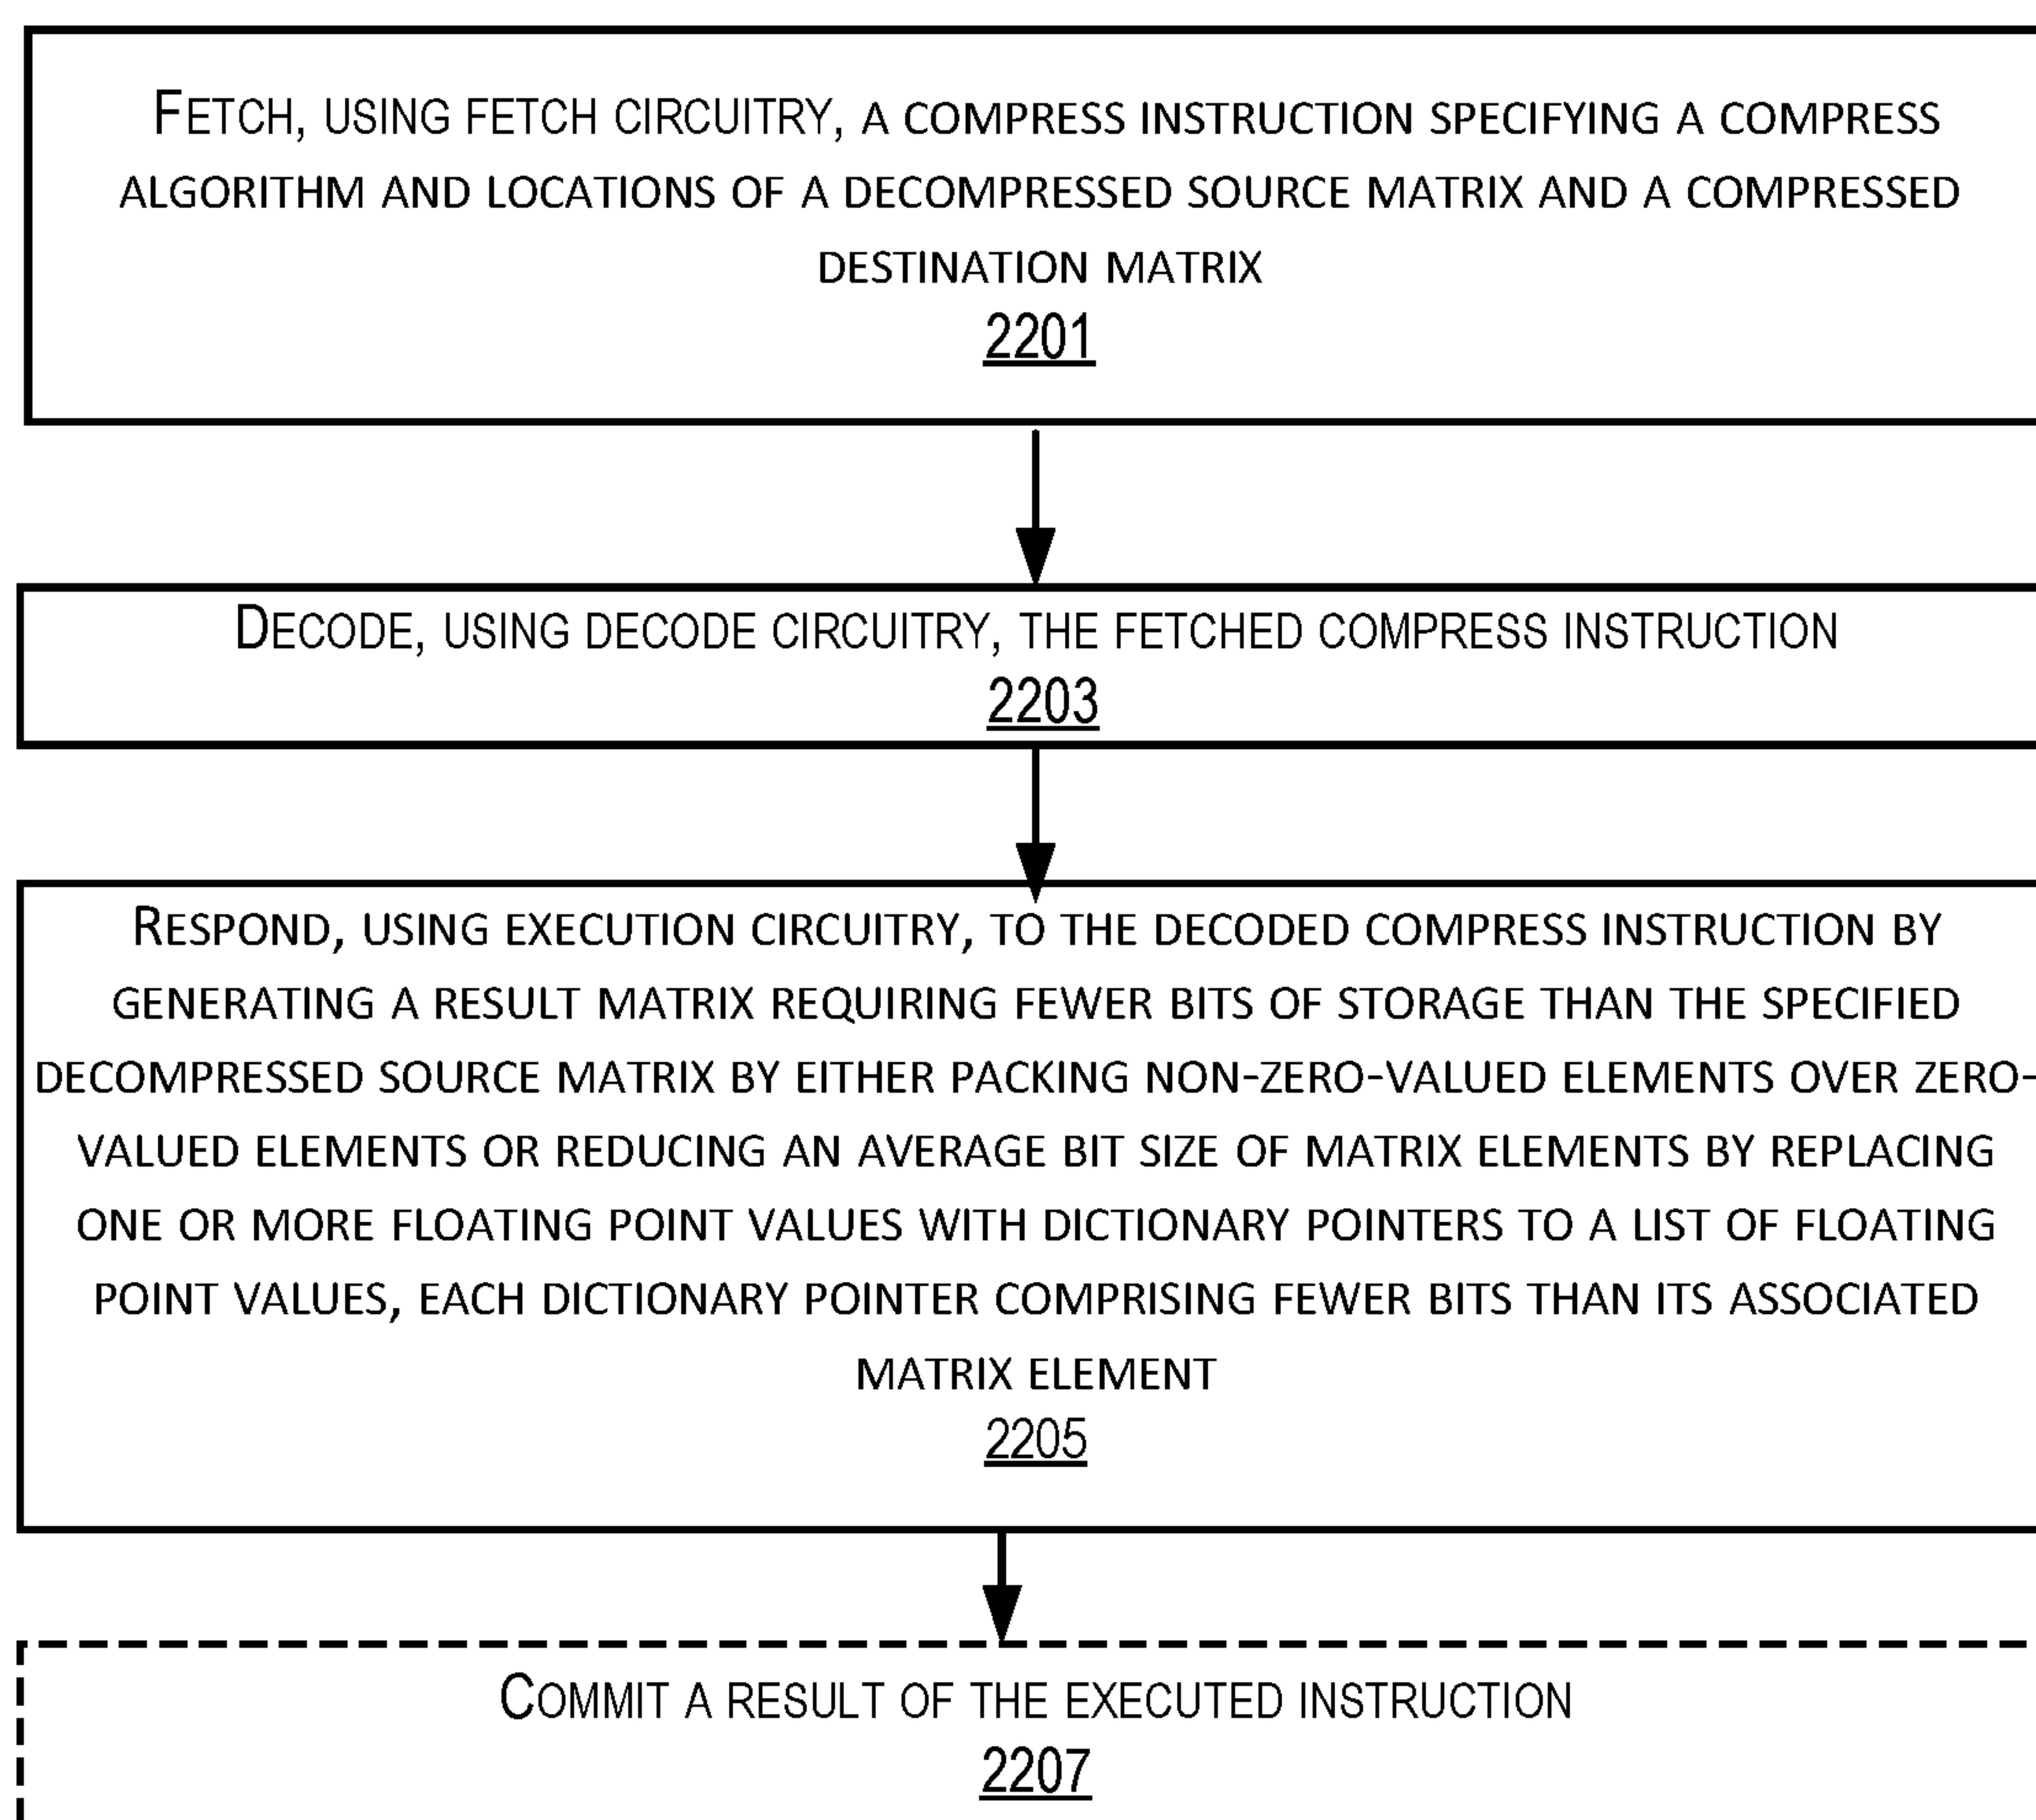 FETCH, USING FETCH CIRCUITRY, A COMPRESS INSTRUCTION SPECIFYING A COMPRESS
ALGORITHM AND LOCATIONS OF A DECOMPRESSED SOURCE MATRIX AND A COMPRESSED
DESTINATION MATRIX
2201
DECODE, USING DECODE CIRCUITRY, THE FETCHED COMPRESS INSTRUCTION
2203
RESPOND, USING EXECUTION CIRCUITRY, TO THE DECODED COMPRESS INSTRUCTION BY
GENERATING A RESULT MATRIX REQUIRING FEWER BITS OF STORAGE THAN THE SPECIFIED
DECOMPRESSED SOURCE MATRIX BY EITHER PACKING NON-ZERO-VALUED ELEMENTS OVER ZERO-
VALUED ELEMENTS OR REDUCING AN AVERAGE BIT SIZE OF MATRIX ELEMENTS BY REPLACING
ONE OR MORE FLOATING POINT VALUES WITH DICTIONARY POINTERS TO A LIST OF FLOATING
POINT VALUES, EACH DICTIONARY POINTER COMPRISING FEWER BITS THAN ITS ASSOCIATED
MATRIX ELEMENT
2205
COMMIT A RESULT OF THE EXECUTED INSTRUCTION
2207